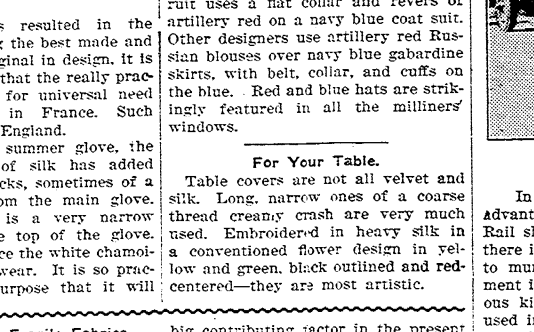 s resulted in the
g the best made and
ginal in design, it is
that the really prac-
for universal need
in France. Such
England.
summer glove, the
of silk has added
cks, sometimes of a
om the main glove.
is a very narrow
e top of the glove.
ce the white chamoi-
wear. It is so prac-
urpose that it will
ruit uses a flat collar and revers of
artillery red on a navy blue coat suit.
Other designers use artillery red Rus-
sian blouses over navy blue gabardine
skirts, with belt, collar, and cuffs on
the blue. Red and blue hats are strik-
ingly featured in all the milliners'
windows.
For Your Table.
Table covers are not all velvet and
silk. Long, narrow ones of a coarse
thread creamy crash are very much
used. Embroidered in heavy silk in
a conventioned flower design in yel-
low and green, black outlined and red-
centered—they are most artistic.
big contributing factor in the present
In
Advant
Rail sh
there i
to mu
ment i
ous ki
used i